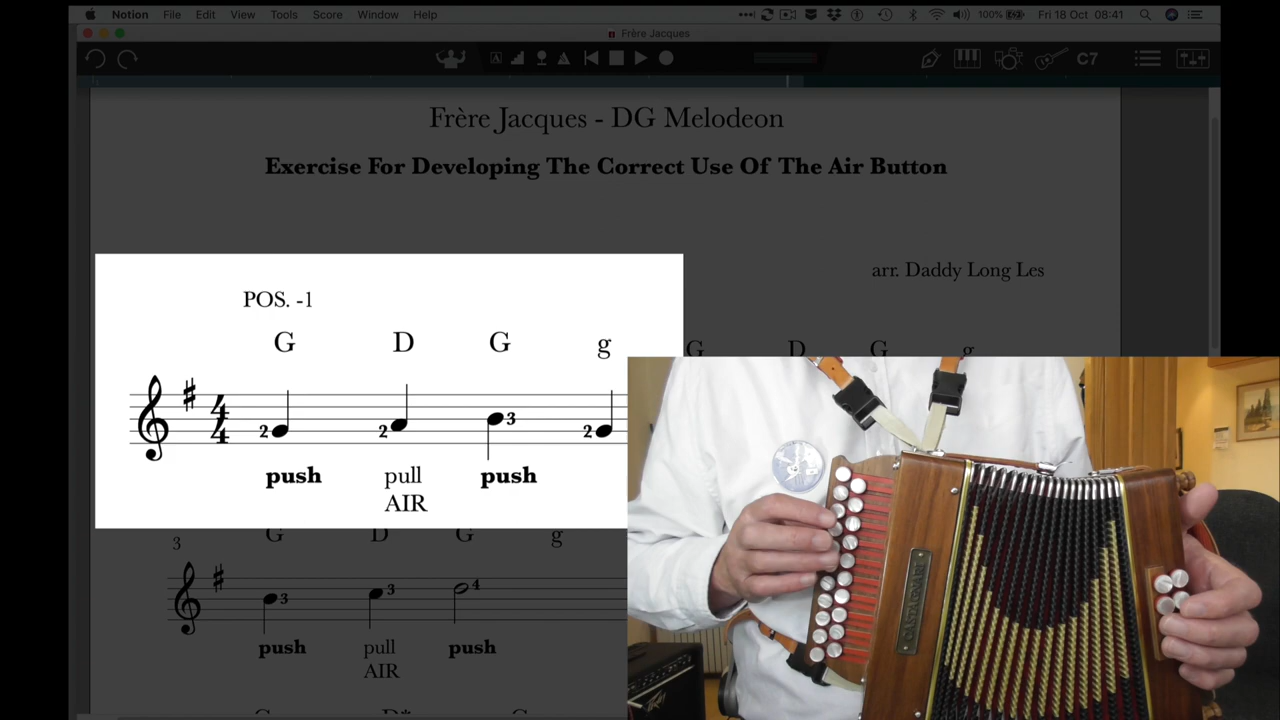 Notion File Edit View Tools Score Window Help 100% Fri 18 Oct 08:41
Frère Jacques
C7
Frère Jacques - DG Melodeon
Exercise For Developing The Correct Use Of The Air Button
arr. Daddy Long Les
POS. -1
G D G g G D G g
4
4
2 2 3 2
push pull push
AIR
3
G D G g
3 3 4
push pull push
AIR
G D* G
CASTAGNARI